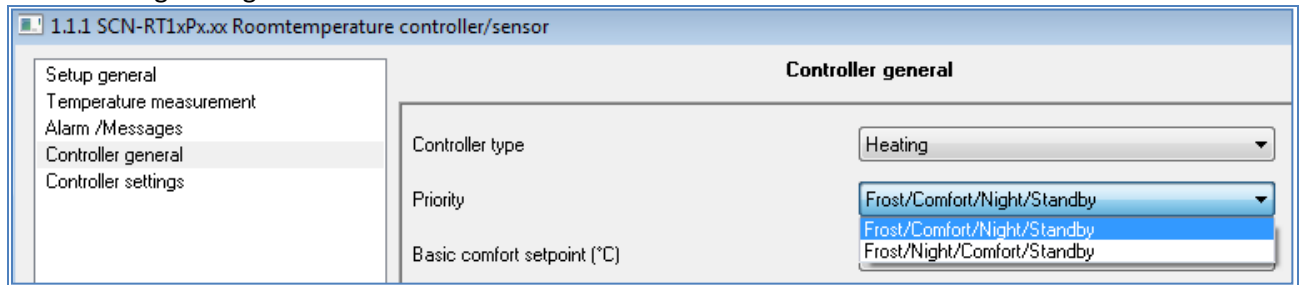 1.1.1 SCN-RT1xPx.xx Roomtemperature controller/sensor
Setup general
Temperature measurement
Alarm /Messages
Controller general
Controller settings
Controller general
Controller type
Heating
Priority
Frost/Comfort/Night/Standby
Frost/Comfort/Night/Standby
Frost/Night/Comfort/Standby
Basic comfort setpoint (°C)